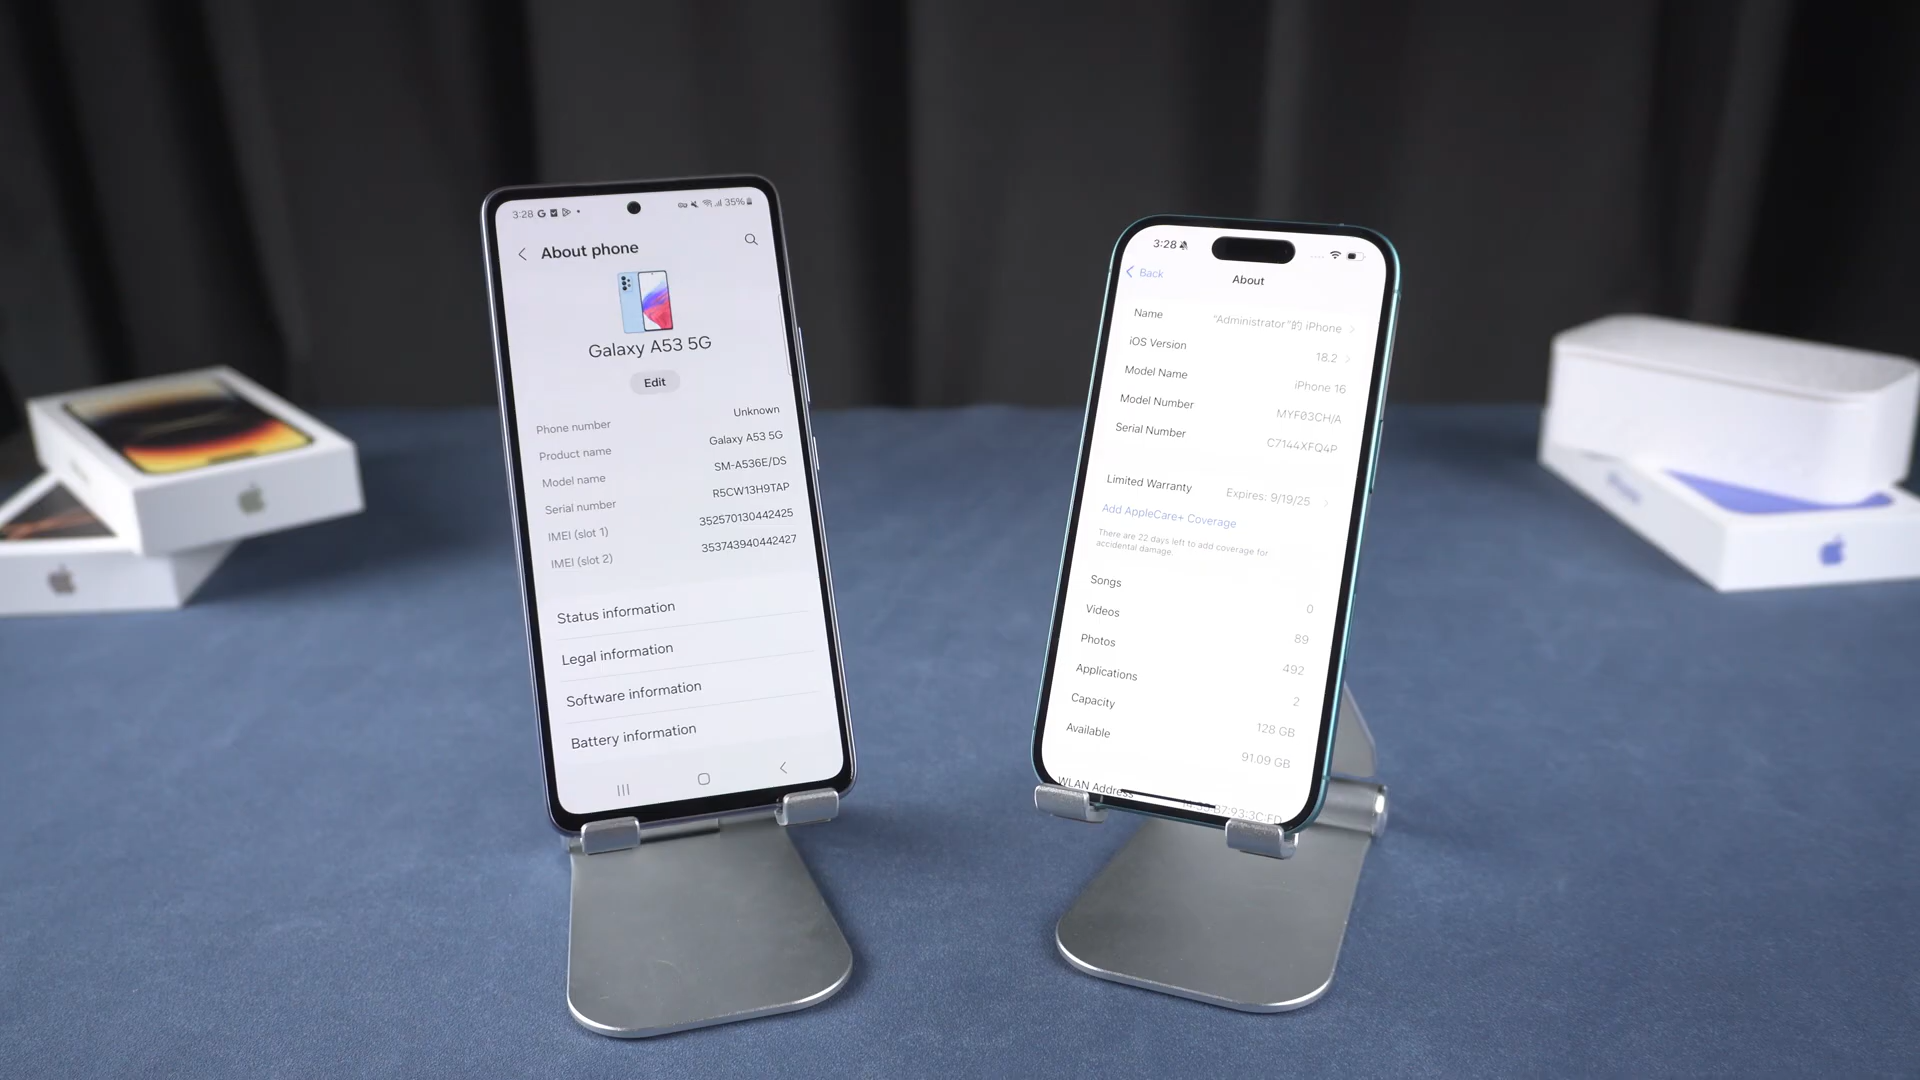 3:28
35%
About phone
Galaxy A53 5G
Edit
Phone number Unknown
Product name Galaxy A53 5G
Model name SM-A536E/DS
Serial number R5CW13H9TAP
IMEI (slot 1) 352570130442425
IMEI (slot 2) 353743940442427
Status information
Legal information
Software information
Battery information
3:28
Back
About
Name "Administrator"的 iPhone
iOS Version 18.2
Model Name iPhone 16
Model Number MYF03CH/A
Serial Number C7144XFQ4P
Limited Warranty Expires: 9/19/25
Add AppleCare+ Coverage
There are 22 days left to add coverage for
accidental damage.
Songs 0
Videos 89
Photos 492
Applications 2
Capacity 128 GB
Available 91.09 GB
WLAN Address